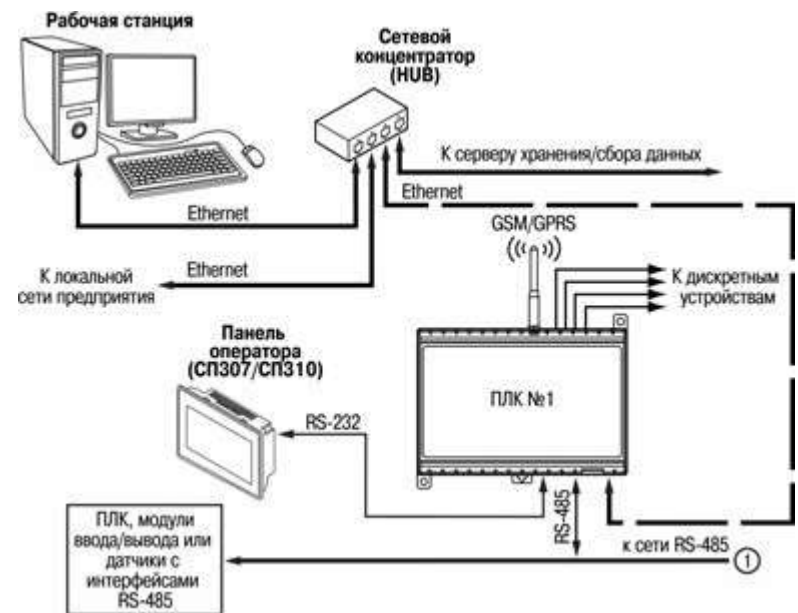 Рабочая станция
Сетевой
концентратор
(HUB)
К серверу хранения/сбора данных
Ethernet
Ethernet
GSM/GPRS
Ethernet
К локальной
сети предприятия
К дискретным
устройствам
Панель
оператора
(СП307/СП310)
ПЛК №1
RS-232
RS-485
ПЛК, модули
ввода/вывода или
датчики с
интерфейсами
RS-485
к сети RS-485
1